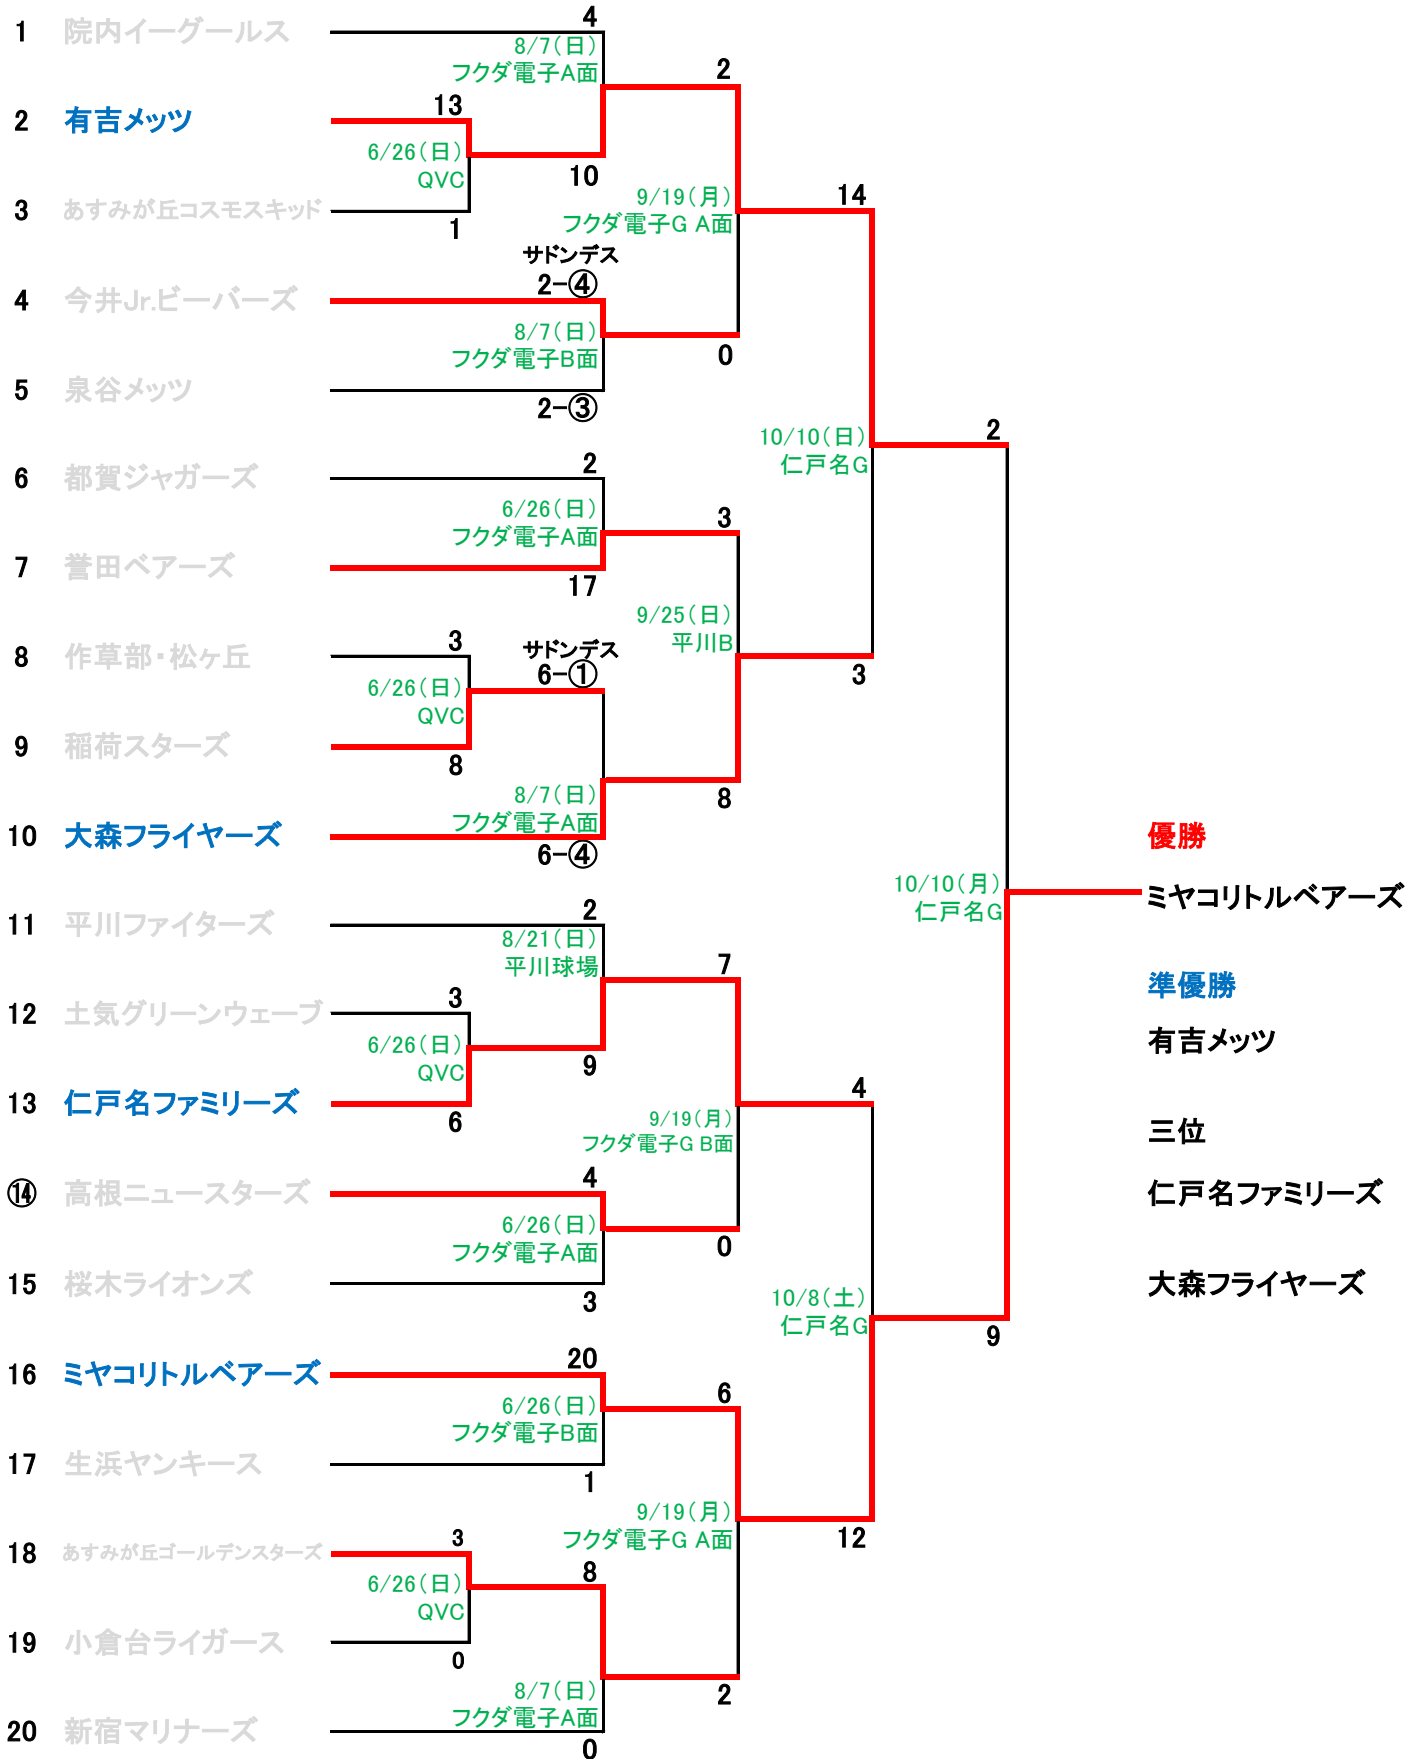 1 院内イーグールス
4
8/7(日)
フクダ電子A面
2
2 有吉メッツ
13
6/26(日)
QVC
10
9/19(月)
フクダ電子G A面
14
3 あすみが丘コスモスキッド
1
サドンデス
2-④
4 今井Jr.ビーバーズ
8/7(日)
フクダ電子B面
0
5 泉谷メッツ
2-③
10/10(日)
仁戸名G
2
6 都賀ジャガーズ
2
6/26(日)
フクダ電子A面
3
7 誉田ベアーズ
17
9/25(日)
平川B
3
8 作草部・松ヶ丘
3
サドンデス
6-①
6/26(日)
QVC
9 稲荷スターズ
8
8/7(日)
フクダ電子A面
8
10 大森フライヤーズ
6-④
優勝
10/10(月)
仁戸名G
ミヤコリトルベアーズ
11 平川ファイターズ
2
8/21(日)
平川球場
7
準優勝
12 土気グリーンウェーブ
3
6/26(日)
QVC
9
有吉メッツ
13 仁戸名ファミリーズ
6
4
9/19(月)
フクダ電子G B面
三位
⑭ 高根ニュースターズ
4
6/26(日)
フクダ電子A面
0
仁戸名ファミリーズ
15 桜木ライオンズ
3
10/8(土)
仁戸名G
9
大森フライヤーズ
16 ミヤコリトルベアーズ
20
6/26(日)
フクダ電子B面
6
17 生浜ヤンキース
1
9/19(月)
フクダ電子G A面
12
18 あすみが丘ゴールデンスターズ
3
6/26(日)
QVC
8
19 小倉台ライガース
0
8/7(日)
フクダ電子A面
2
20 新宿マリナーズ
0